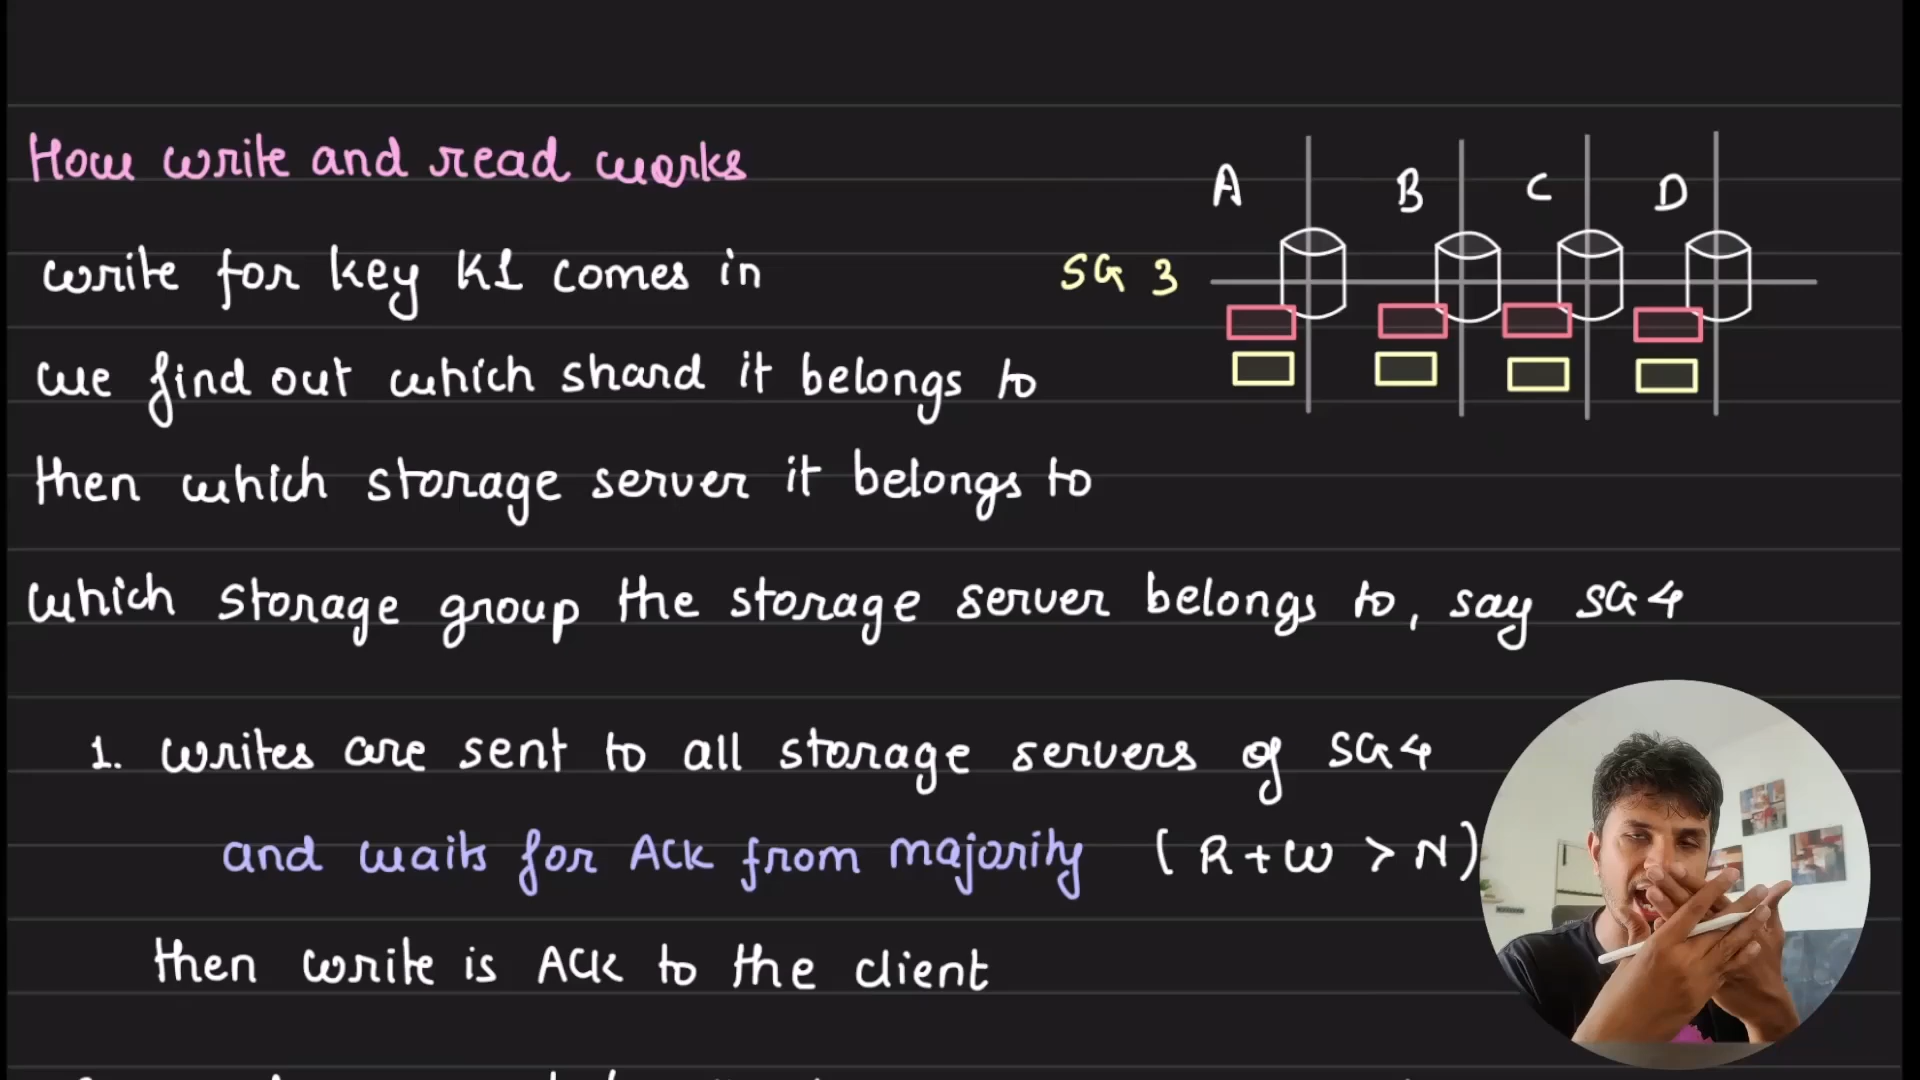 How write and read works
A B C D
write for key K1 comes in
SG 3
we find out which shard it belongs to
then which storage server it belongs to
which storage group the storage server belongs to, say SG4
1. writes are sent to all storage servers of SG4
and waits for ACK from majority (R+W > N)
then write is ACK to the client